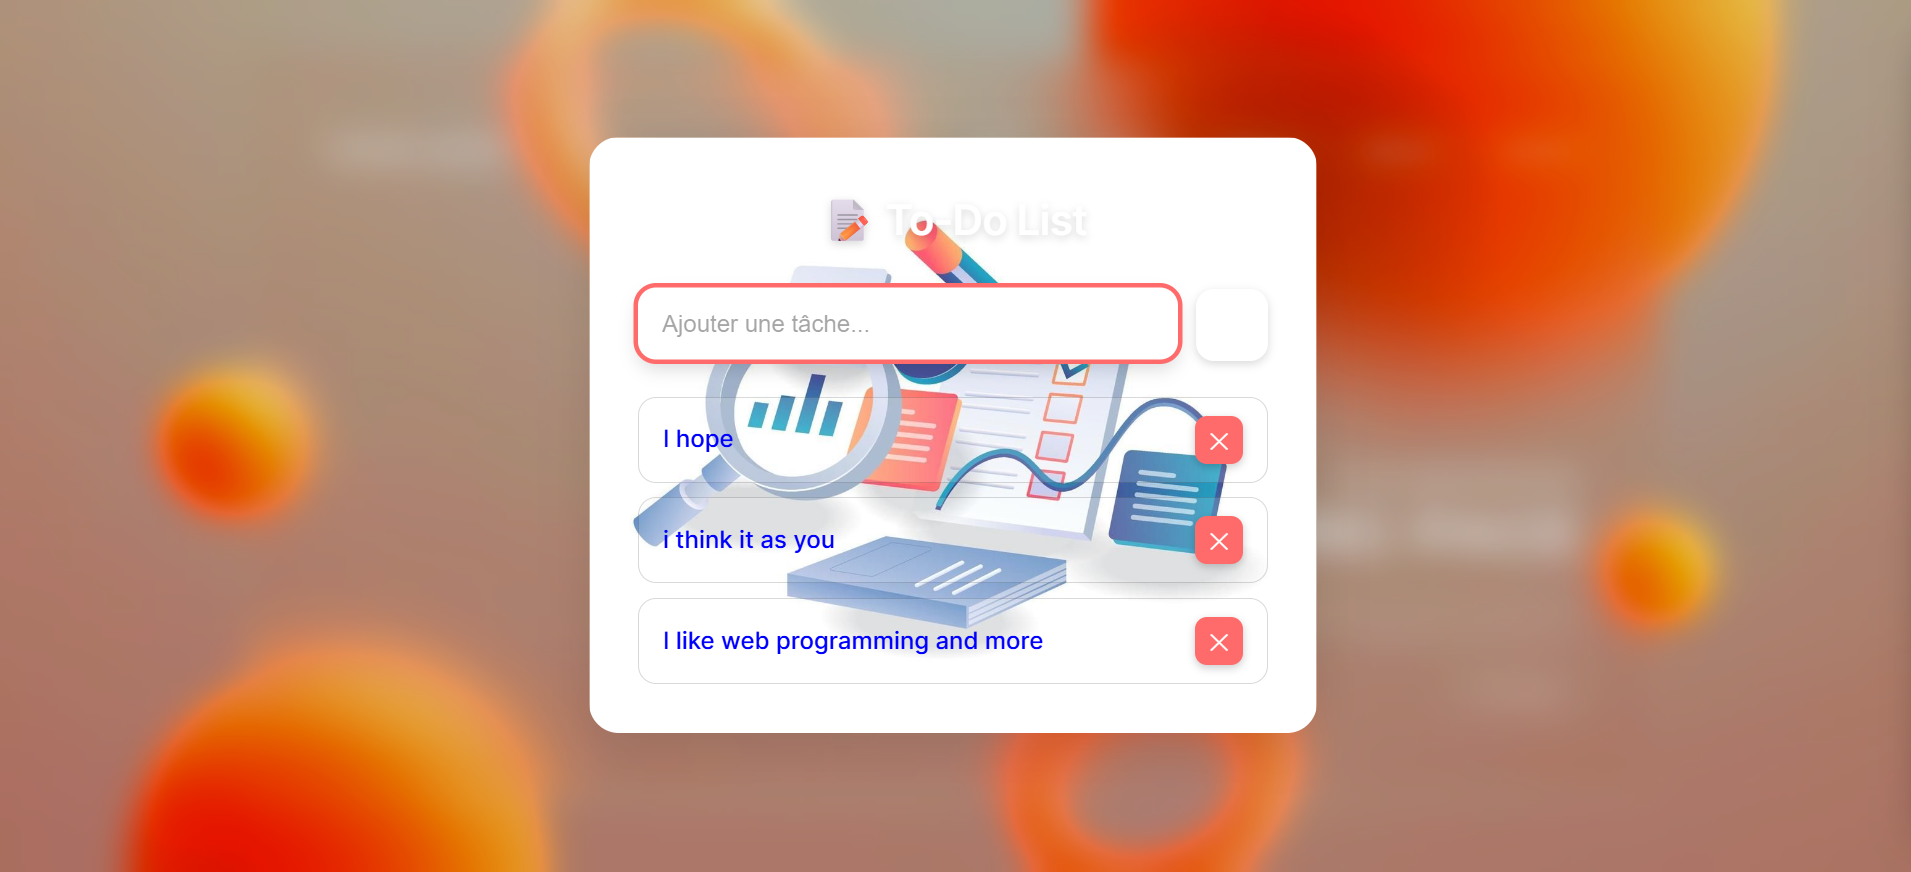 To-Do List
Ajouter une tâche...
I hope
i think it as you
I like web programming and more